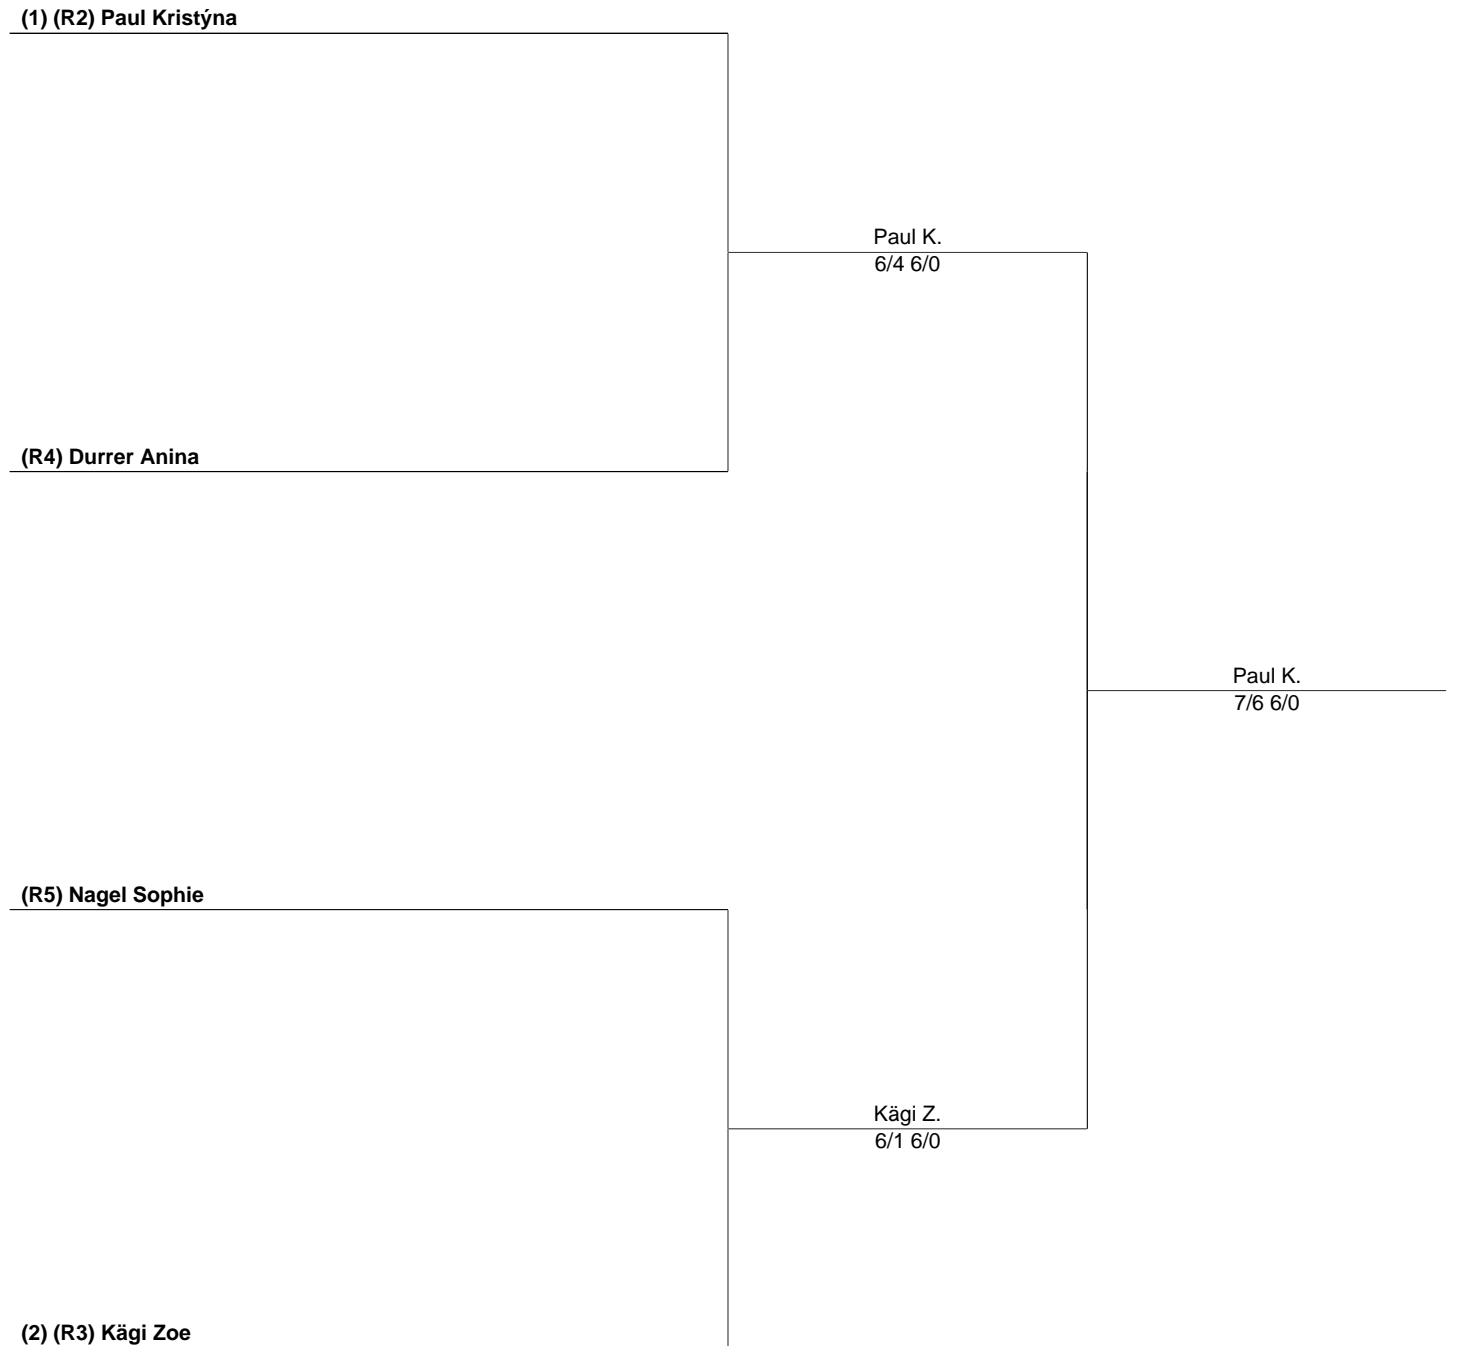 (1) (R2) Paul Kristýna
Paul K.
6/4 6/0
(R4) Durrer Anina
Paul K.
7/6 6/0
(R5) Nagel Sophie
Kägi Z.
6/1 6/0
(2) (R3) Kägi Zoe